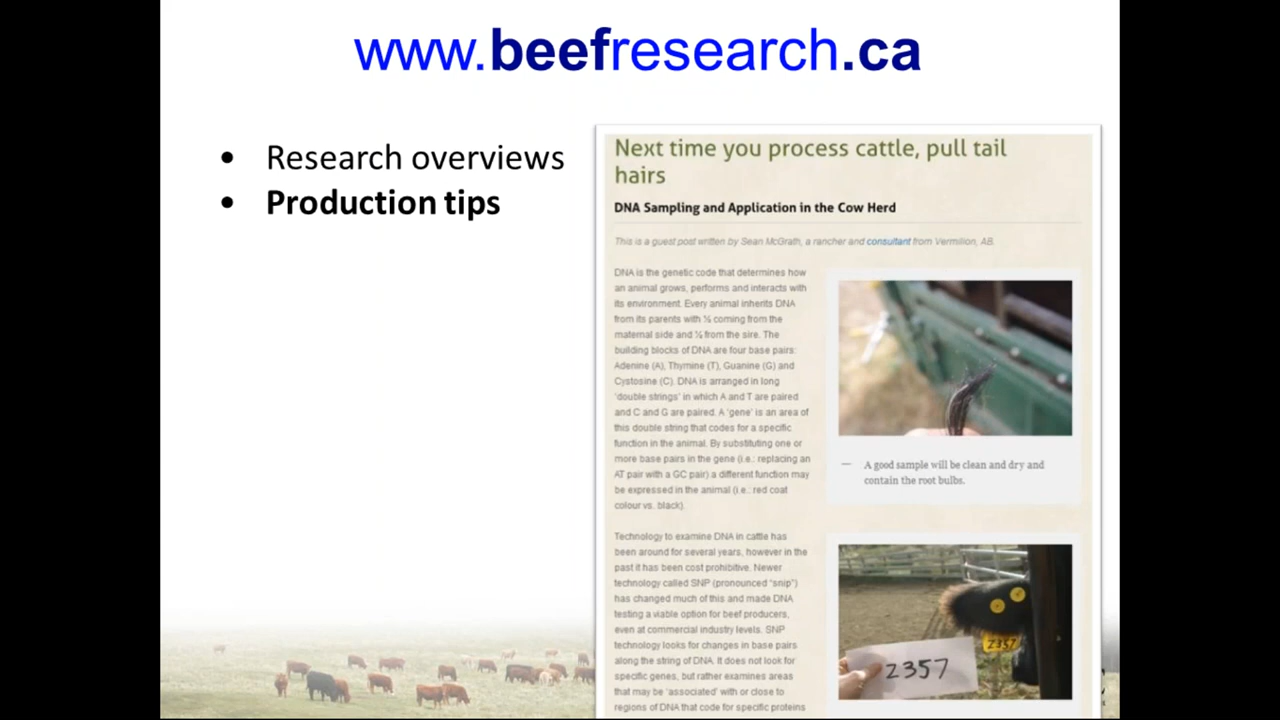 www.beefresearch.ca
• Research overviews
• Production tips
Next time you process cattle, pull tail
hairs
DNA Sampling and Application in the Cow Herd
This is a guest post written by Sean McGrath, a rancher and consultant from Vermilion, AB.
DNA is the genetic code that determines how
an animal grows, performs and interacts with
its environment. Every animal inherits DNA
from its parents with ½ coming from the
maternal side and ½ from the sire. The
building blocks of DNA are four base pairs:
Adenine (A), Thymine (T), Guanine (G) and
Cystosine (C). DNA is arranged in long
‘double strings’ in which A and T are paired
and C and G are paired. A ‘gene’ is an area of
this double string that codes for a specific
function in the animal. By substituting one or
more base pairs in the gene (i.e.: replacing an
AT pair with a GC pair) a different function may
be expressed in the animal (i.e.: red coat
colour vs. black).
Technology to examine DNA in cattle has
been around for several years, however in the
past it has been cost prohibitive. Newer
technology called SNP (pronounced “snip”)
has changed much of this and made DNA
testing a viable option for beef producers,
even at commercial industry levels. SNP
technology looks for changes in base pairs
along the string of DNA. It does not look for
specific genes, but rather examines areas
that may be ‘associated’ with or close to
regions of DNA that code for specific proteins
— A good sample will be clean and dry and
contain the root bulbs.
Z357
Z357